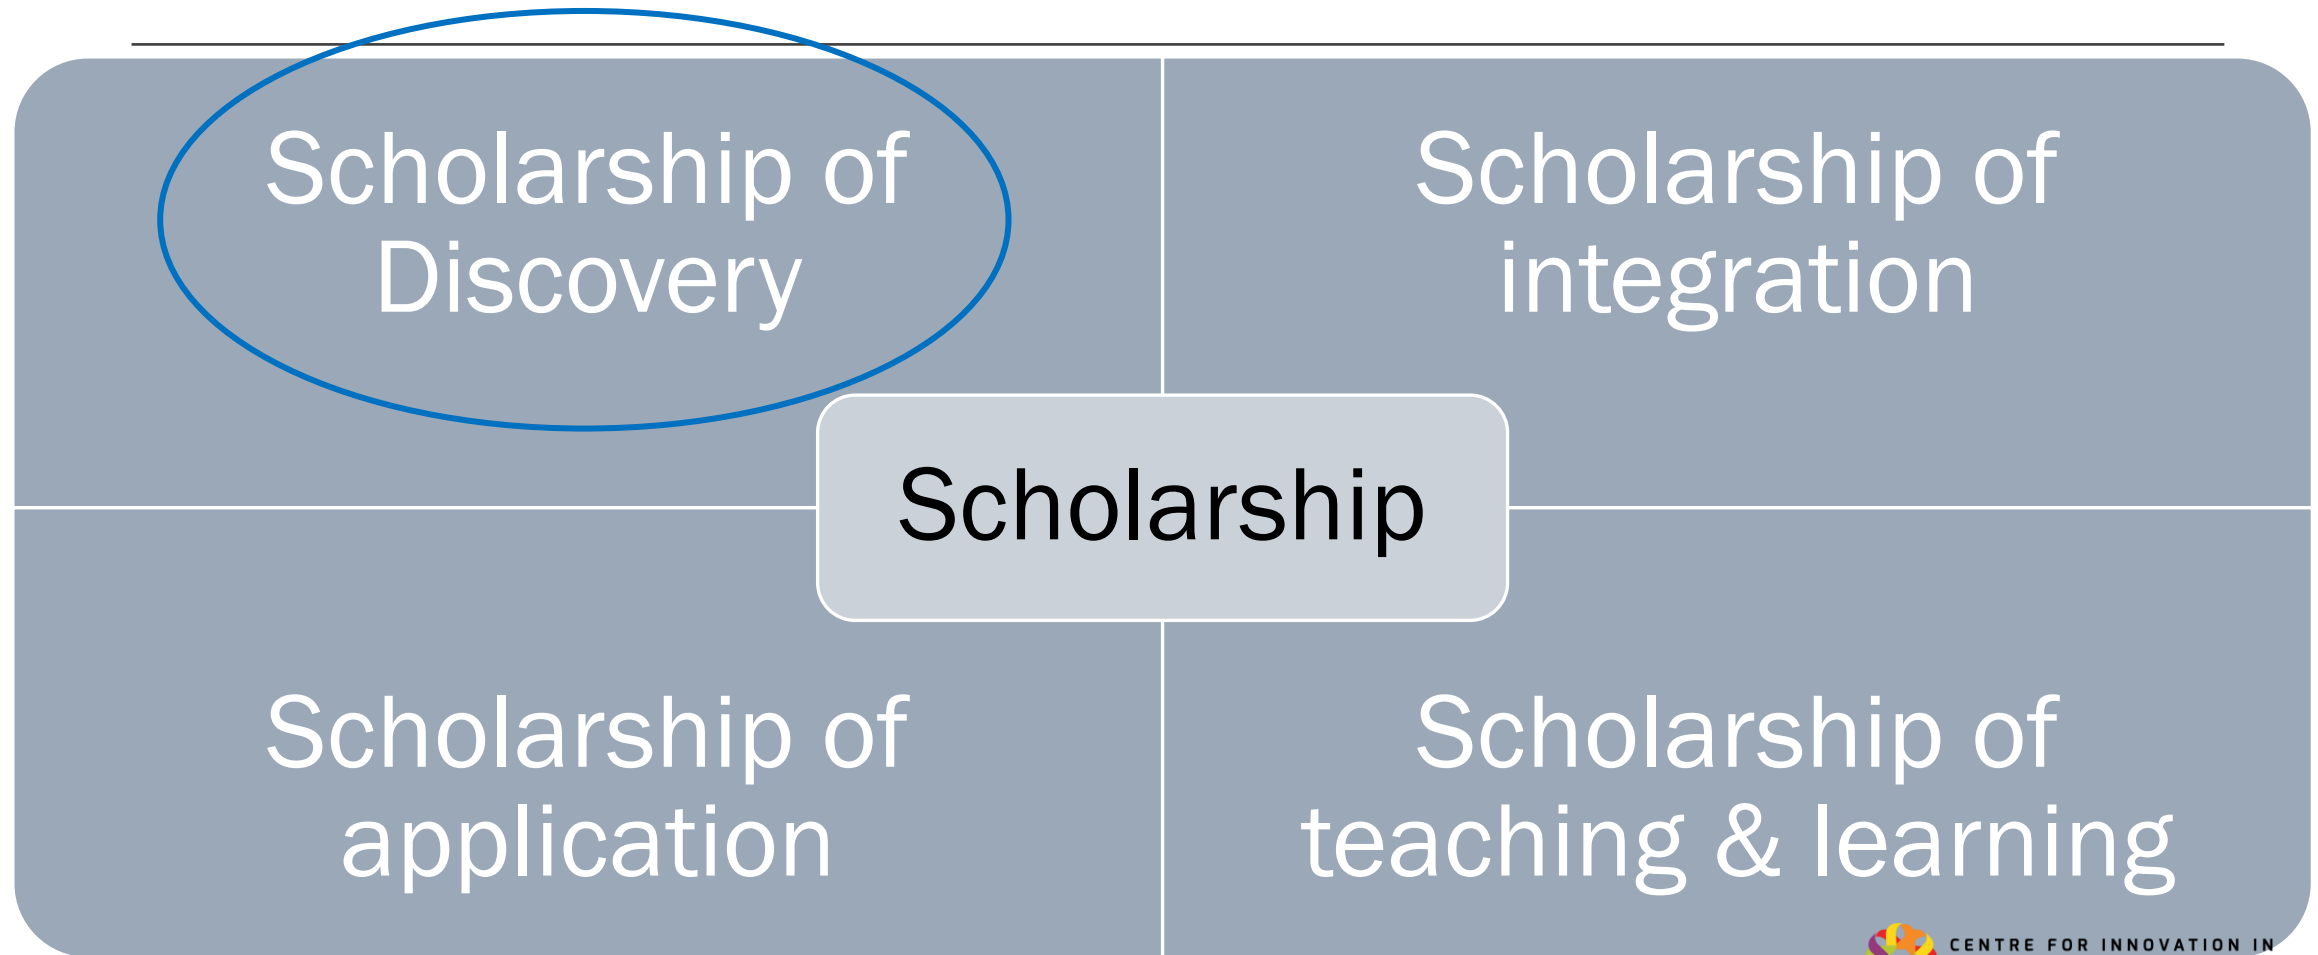 Scholarship of
Discovery
Scholarship of
integration
Scholarship
Scholarship of
application
Scholarship of
teaching & learning
CENTRE FOR INNOVATION IN